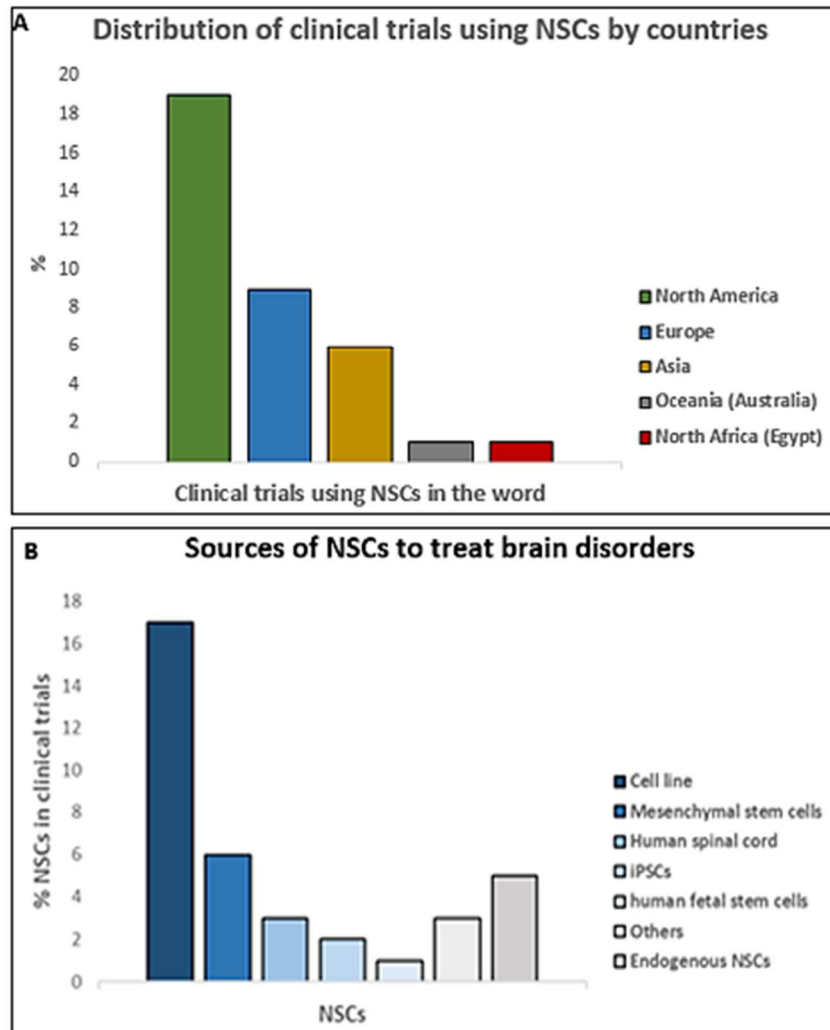 A
Distribution of clinical trials using NSCs by countries
20
18
16
14
12
10
8
6
4
2
0
%
Clinical trials using NSCs in the word
North America
Europe
Asia
Oceania (Australia)
North Africa (Egypt)
B
Sources of NSCs to treat brain disorders
18
16
14
12
10
8
6
4
2
0
% NSCs in clinical trials
NSCs
Cell line
Mesenchymal stem cells
Human spinal cord
iPSCs
human fetal stem cells
Others
Endogenous NSCs